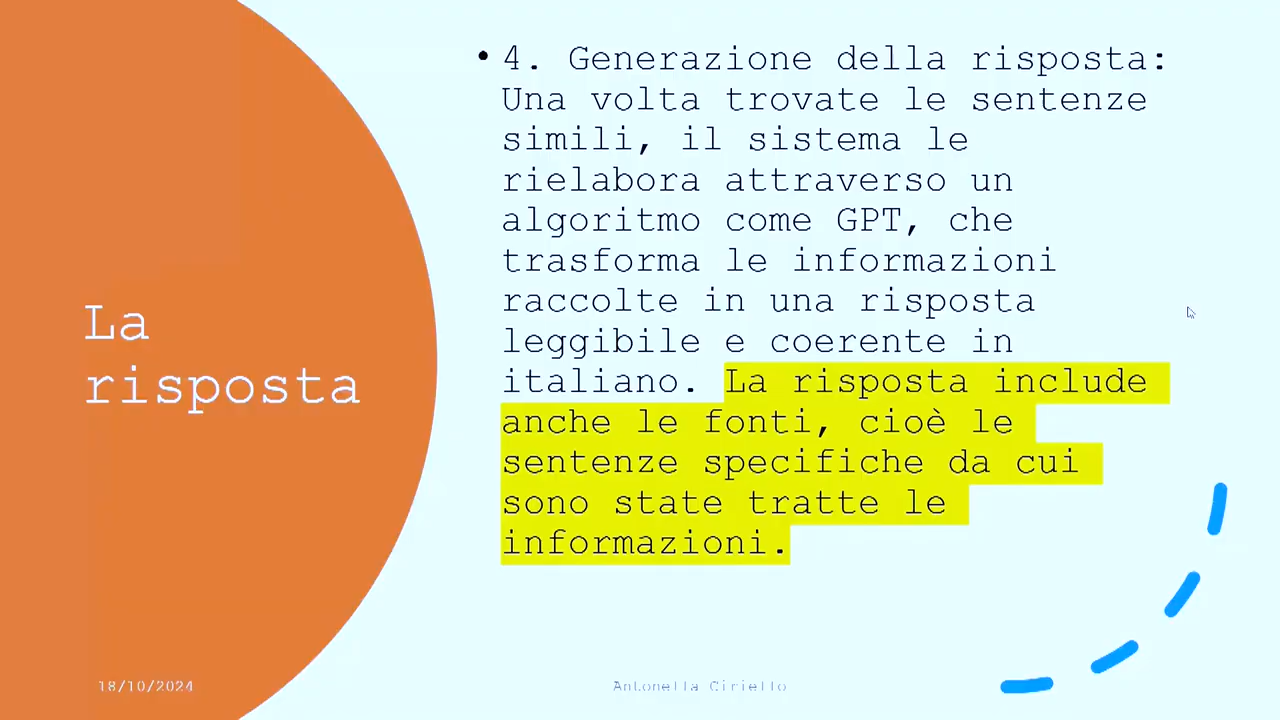 La
risposta
• 4. Generazione della risposta:
Una volta trovate le sentenze
simili, il sistema le
rielabora attraverso un
algoritmo come GPT, che
trasforma le informazioni
raccolte in una risposta
leggibile e coerente in
italiano. La risposta include
anche le fonti, cioè le
sentenze specifiche da cui
sono state tratte le
informazioni.
18/10/2024
Antonella Ciriello